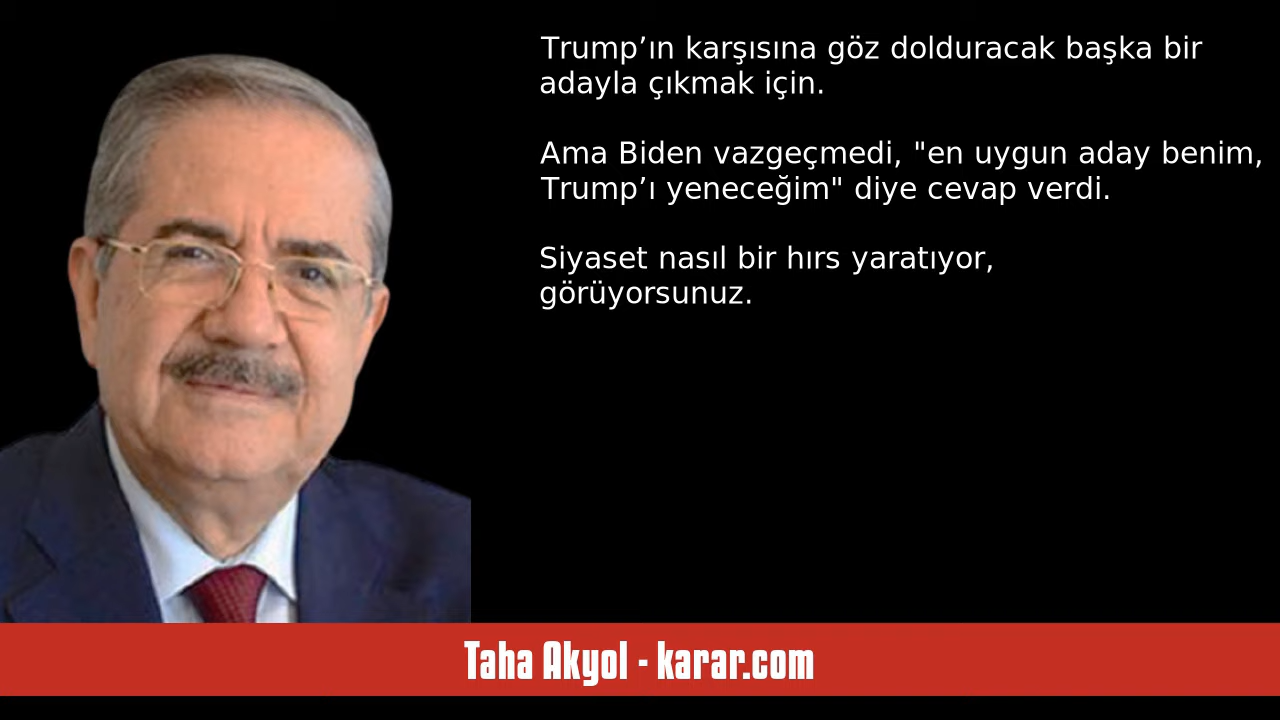 Trump’ın karşısına göz dolduracak başka bir
adayla çıkmak için.
Ama Biden vazgeçmedi, "en uygun aday benim,
Trump’ı yeneceğim" diye cevap verdi.
Siyaset nasıl bir hırs yaratıyor,
görüyorsunuz.
Taha Akyol - karar.com